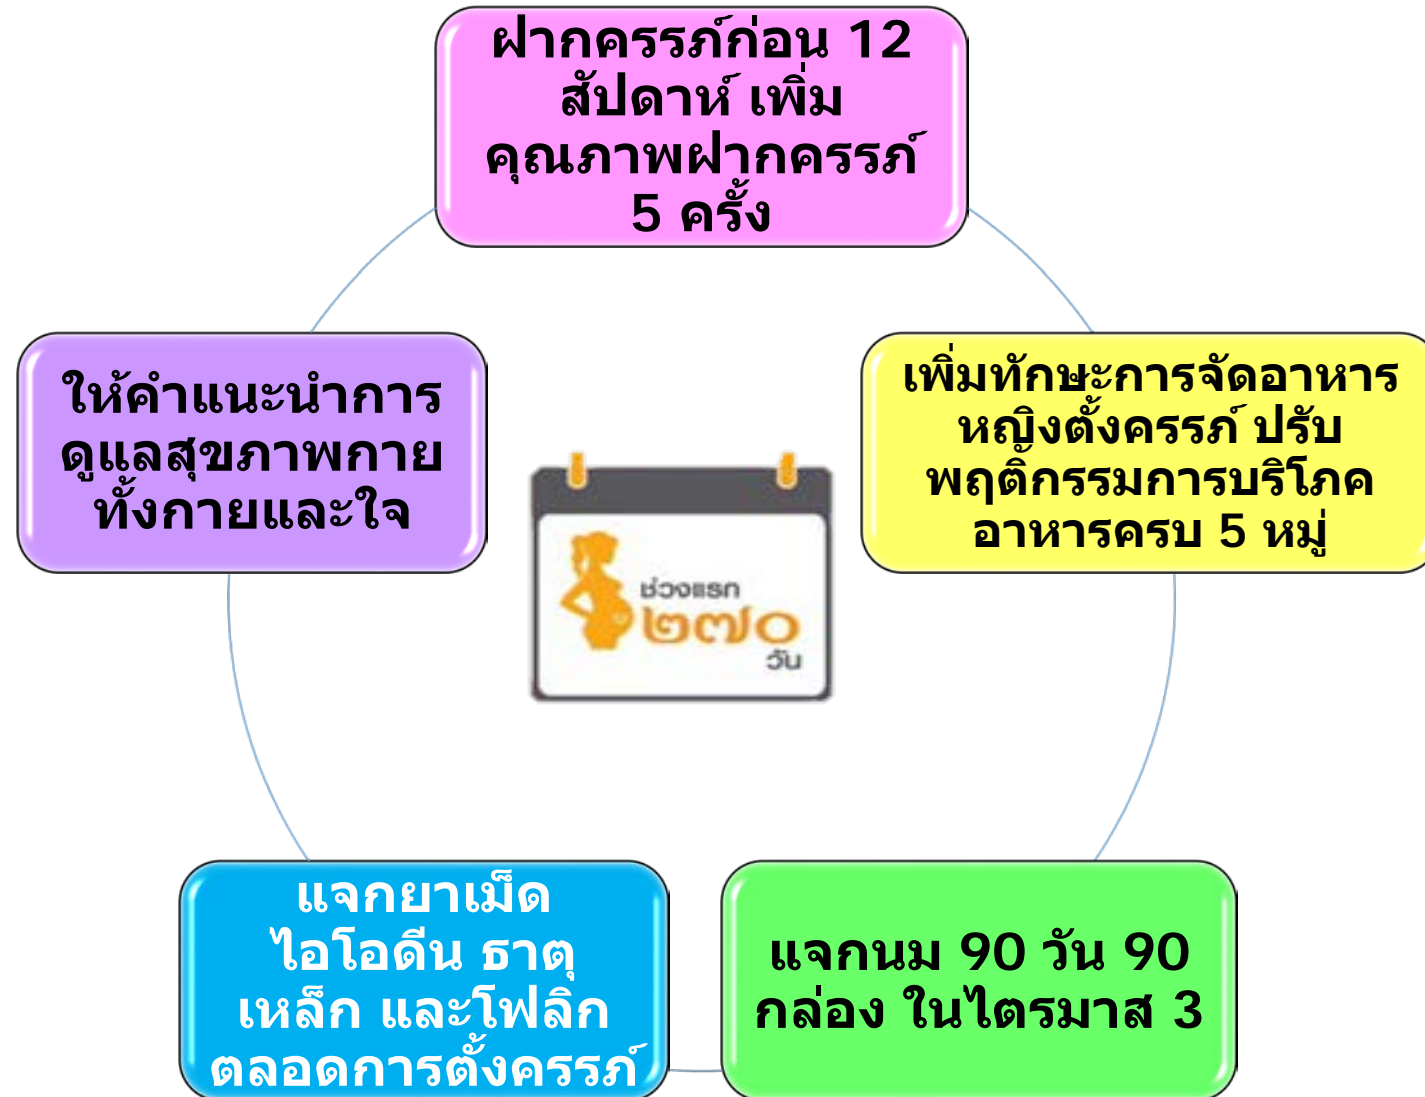 ฝากครรภ์ก่อน 12
สัปดาห์ เพิ่ม
คุณภาพฝากครรภ์
5 ครั้ง
เพิ่มทักษะการจัดอาหาร
หญิงตั้งครรภ์ ปรับ
พฤติกรรมการบริโภค
อาหารครบ 5 หมู่
แจกนม 90 วัน 90
กล่อง ในไตรมาส 3
แจกยาเม็ด
ไอโอดีน ธาตุ
เหล็ก และโฟลิก
ตลอดการตั้งครรภ์
ให้คำแนะนำการ
ดูแลสุขภาพกาย
ทั้งกายและใจ
ช่วงแรก
๒๗๐
วัน